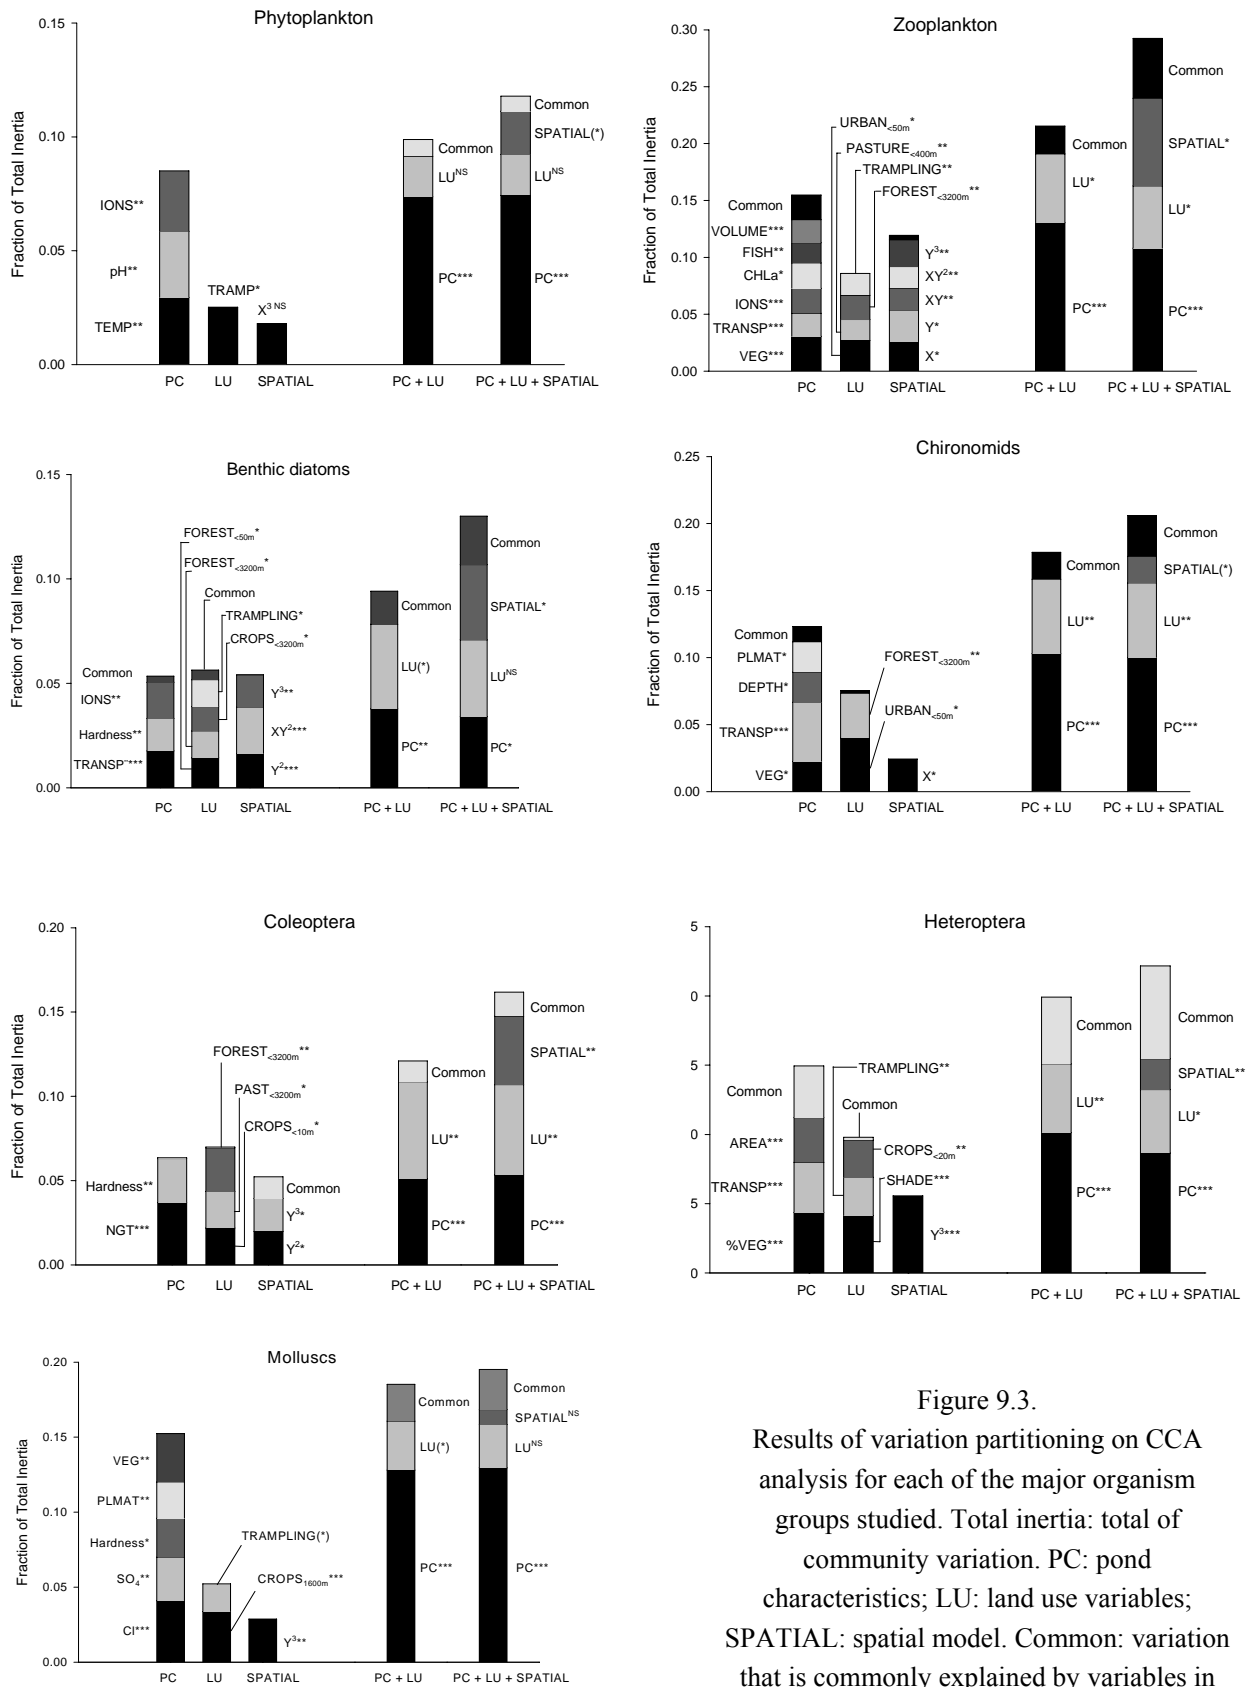 Phytoplankton
Fraction of Total Inertia
0.15
0.10
0.05
0.00
IONS**
pH**
TEMP**
TRAMP*
X³ ᴺˢ
Common
LUᴺˢ
PC***
Common
SPATIAL(*)
LUᴺˢ
PC***
PC LU SPATIAL PC + LU PC + LU + SPATIAL
Zooplankton
Fraction of Total Inertia
0.30
0.25
0.20
0.15
0.10
0.05
0.00
Common
VOLUME***
FISH**
CHLa*
IONS***
TRANSP***
VEG***
URBAN<50m*
PASTURE<400m**
TRAMPLING**
FOREST<3200m**
Y³**
XY²**
XY**
Y*
X*
Common
LU*
PC***
Common
SPATIAL*
LU*
PC***
PC LU SPATIAL PC + LU PC + LU + SPATIAL
Benthic diatoms
Fraction of Total Inertia
0.15
0.10
0.05
0.00
Common
IONS**
Hardness**
TRANSP⁻***
FOREST<50m*
FOREST<3200m*
Common
TRAMPLING*
CROPS<3200m*
Y³**
XY²***
Y²***
Common
LU(*)
PC**
Common
SPATIAL*
LUᴺˢ
PC*
PC LU SPATIAL PC + LU PC + LU + SPATIAL
Chironomids
Fraction of Total Inertia
0.25
0.20
0.15
0.10
0.05
0.00
Common
PLMAT*
DEPTH*
TRANSP***
VEG*
FOREST<3200m**
URBAN<50m*
X*
Common
LU**
PC***
Common
SPATIAL(*)
LU**
PC***
PC LU SPATIAL PC + LU PC + LU + SPATIAL
Coleoptera
Fraction of Total Inertia
0.20
0.15
0.10
0.05
0.00
Hardness**
NGT***
FOREST<3200m**
PAST<3200m*
CROPS<10m*
Common
Y³*
Y²*
Common
LU**
PC***
Common
SPATIAL**
LU**
PC***
PC LU SPATIAL PC + LU PC + LU + SPATIAL
Heteroptera
5
0
5
0
5
0
Common
AREA***
TRANSP***
%VEG***
TRAMPLING**
Common
CROPS<20m**
SHADE***
Y³***
Common
LU**
PC***
Common
SPATIAL**
LU*
PC***
PC LU SPATIAL PC + LU PC + LU + SPATIAL
Molluscs
Fraction of Total Inertia
0.20
0.15
0.10
0.05
0.00
VEG**
PLMAT**
Hardness*
SO₄**
Cl***
TRAMPLING(*)
CROPS1600m***
Y³**
Common
LU(*)
PC***
Common
SPATIALᴺˢ
LUᴺˢ
PC***
PC LU SPATIAL PC + LU PC + LU + SPATIAL
Figure 9.3.
Results of variation partitioning on CCA
analysis for each of the major organism
groups studied. Total inertia: total of
community variation. PC: pond
characteristics; LU: land use variables;
SPATIAL: spatial model. Common: variation
that is commonly explained by variables in